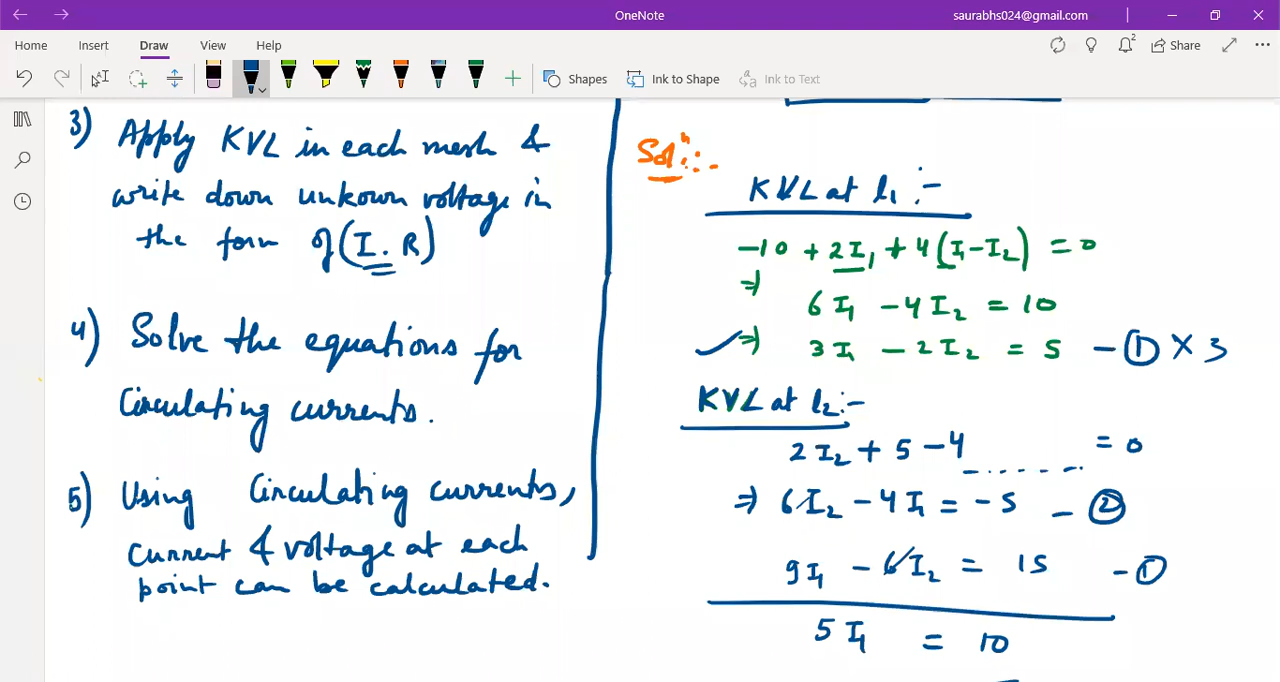 OneNote
saurabhs024@gmail.com
Home Insert Draw View Help
Share
Shapes Ink to Shape Ink to Text
3) Apply KVL in each mesh &
write down unkown voltage in
the form of (I.R)
4) Solve the equations for
Circulating currents.
5) Using Circulating currents,
current & voltage at each
point can be calculated.
Solⁿ:-
KVL at l₁ :-
-10 + 2I₁ + 4(I₁-I₂) = 0
⇒
6I₁ - 4I₂ = 10
⇒ 3I₁ - 2I₂ = 5 - ① × 3
KVL at l₂:-
2I₂ + 5 - 4 ....... = 0
⇒ 6I₂ - 4I₁ = -5 - ②
9I₁ - 6I₂ = 15 - ①
5I₁ = 10